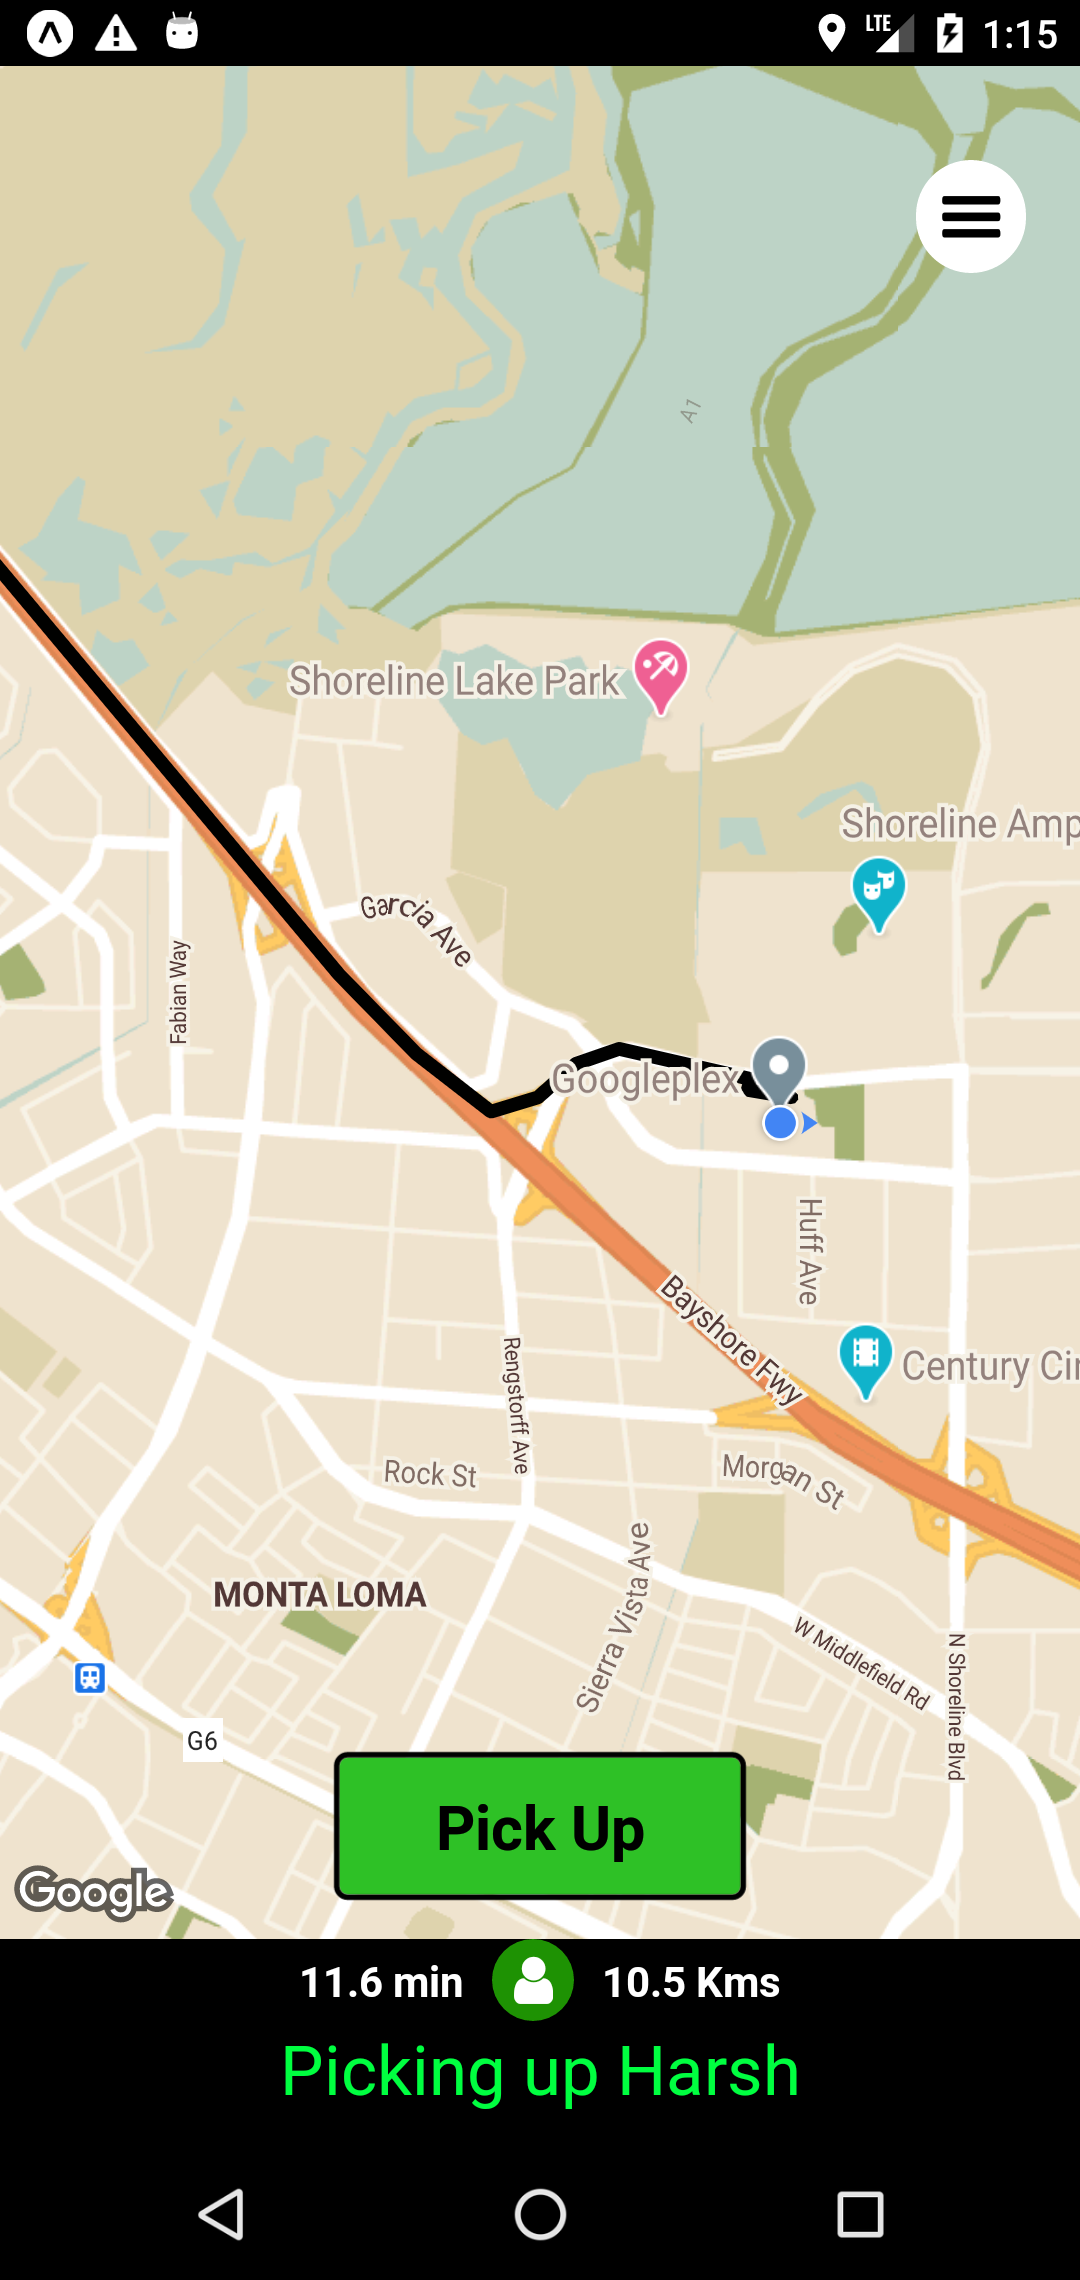 LTE 1:15
A1
Shoreline Lake Park
Shoreline Amp
Garcia Ave
Fabian Way
Googleplex
Huff Ave
Bayshore Fwy
Century Cin
Rengstorff Ave
Rock St
Morgan St
Sierra Vista Ave
MONTA LOMA
W Middlefield Rd
N Shoreline Blvd
G6
Pick Up
Google
11.6 min 10.5 Kms
Picking up Harsh